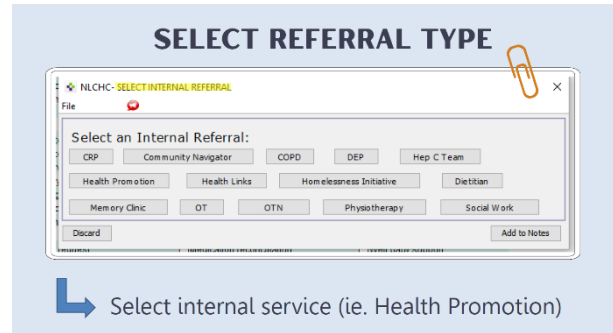 SELECT REFERRAL TYPE
NLCHC- SELECT INTERNAL REFERRAL
File
Select an Internal Referral:
CRP Community Navigator COPD DEP Hep C Team
Health Promotion Health Links Homelessness Initiative Dietitian
Memory Clinic OT OTN Physiotherapy Social Work
Discard Add to Notes
Select internal service (ie. Health Promotion)